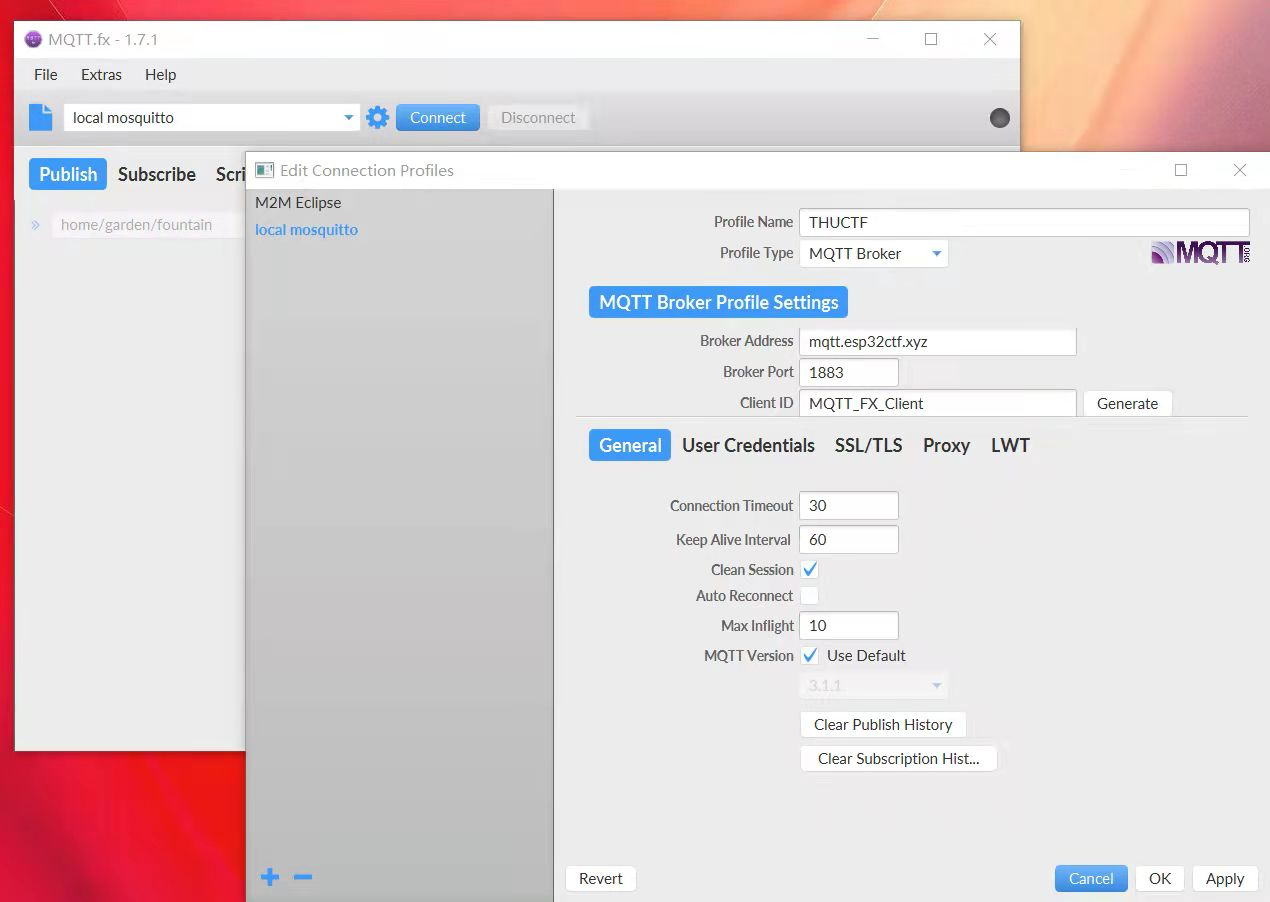 MQTT.fx - 1.7.1
File Extras Help
local mosquitto Connect Disconnect
Publish Subscribe Scri
home/garden/fountain
Edit Connection Profiles
M2M Eclipse
local mosquitto
Profile Name THUCTF
Profile Type MQTT Broker
MQTT.ORG
MQTT Broker Profile Settings
Broker Address mqtt.esp32ctf.xyz
Broker Port 1883
Client ID MQTT_FX_Client Generate
General User Credentials SSL/TLS Proxy LWT
Connection Timeout 30
Keep Alive Interval 60
Clean Session
Auto Reconnect
Max Inflight 10
MQTT Version Use Default
3.1.1
Clear Publish History
Clear Subscription Hist...
Revert Cancel OK Apply